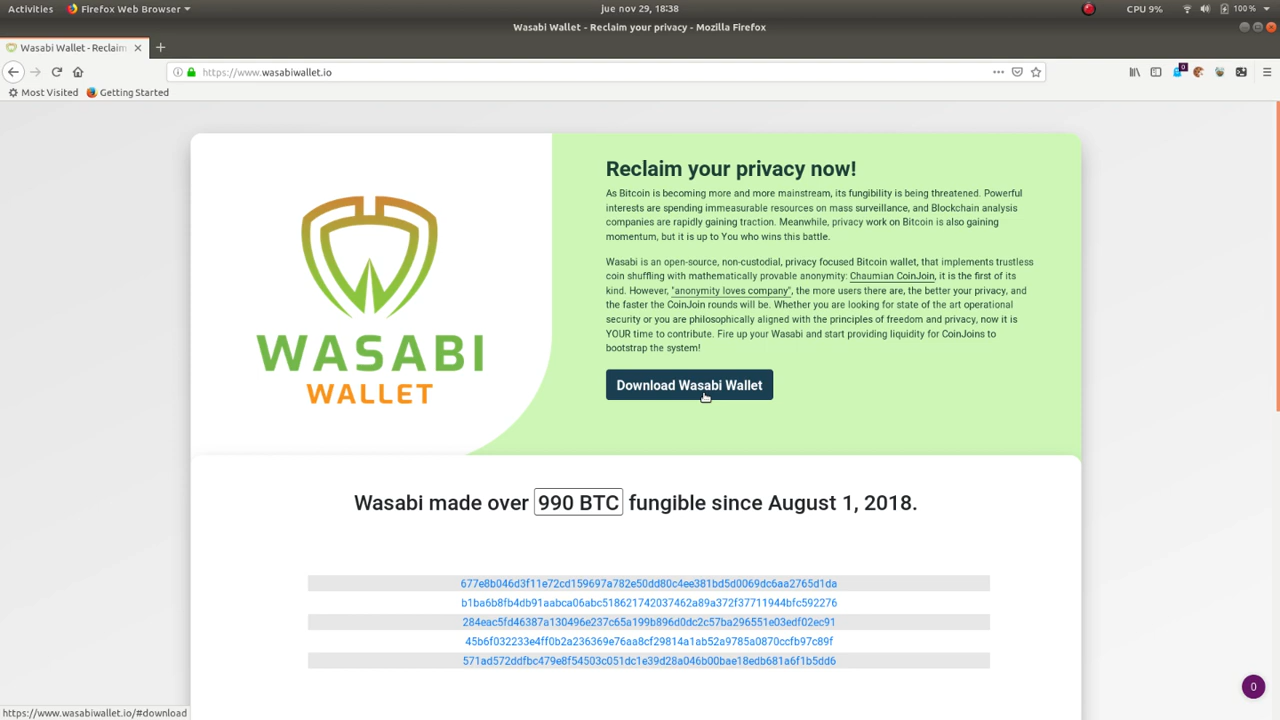 Activities
Firefox Web Browser
jue nov 29, 18:38
CPU 9%
100 %
Wasabi Wallet - Reclaim your privacy - Mozilla Firefox
Wasabi Wallet - Reclaim
https://www.wasabiwallet.io
0
Most Visited
Getting Started
WASABI
WALLET
Reclaim your privacy now!
As Bitcoin is becoming more and more mainstream, its fungibility is being threatened. Powerful
interests are spending immeasurable resources on mass surveillance, and Blockchain analysis
companies are rapidly gaining traction. Meanwhile, privacy work on Bitcoin is also gaining
momentum, but it is up to You who wins this battle.
Wasabi is an open-source, non-custodial, privacy focused Bitcoin wallet, that implements trustless
coin shuffling with mathematically provable anonymity: Chaumian CoinJoin, it is the first of its
kind. However, "anonymity loves company", the more users there are, the better your privacy, and
the faster the CoinJoin rounds will be. Whether you are looking for state of the art operational
security or you are philosophically aligned with the principles of freedom and privacy, now it is
YOUR time to contribute. Fire up your Wasabi and start providing liquidity for CoinJoins to
bootstrap the system!
Download Wasabi Wallet
Wasabi made over 990 BTC fungible since August 1, 2018.
677e8b046d3f11e72cd159697a782e50dd80c4ee381bd5d0069dc6aa2765d1da
b1ba6b8fb4db91aabca06abc518621742037462a89a372f37711944bfc592276
284eac5fd46387a130496e237c65a199b896d0dc2c57ba296551e03edf02ec91
45b6f032233e4ff0b2a236369e76aa8cf29814a1ab52a9785a0870ccfb97c89f
571ad572ddfbc479e8f54503c051dc1e39d28a046b00bae18edb681a6f1b5dd6
0
https://www.wasabiwallet.io/#download